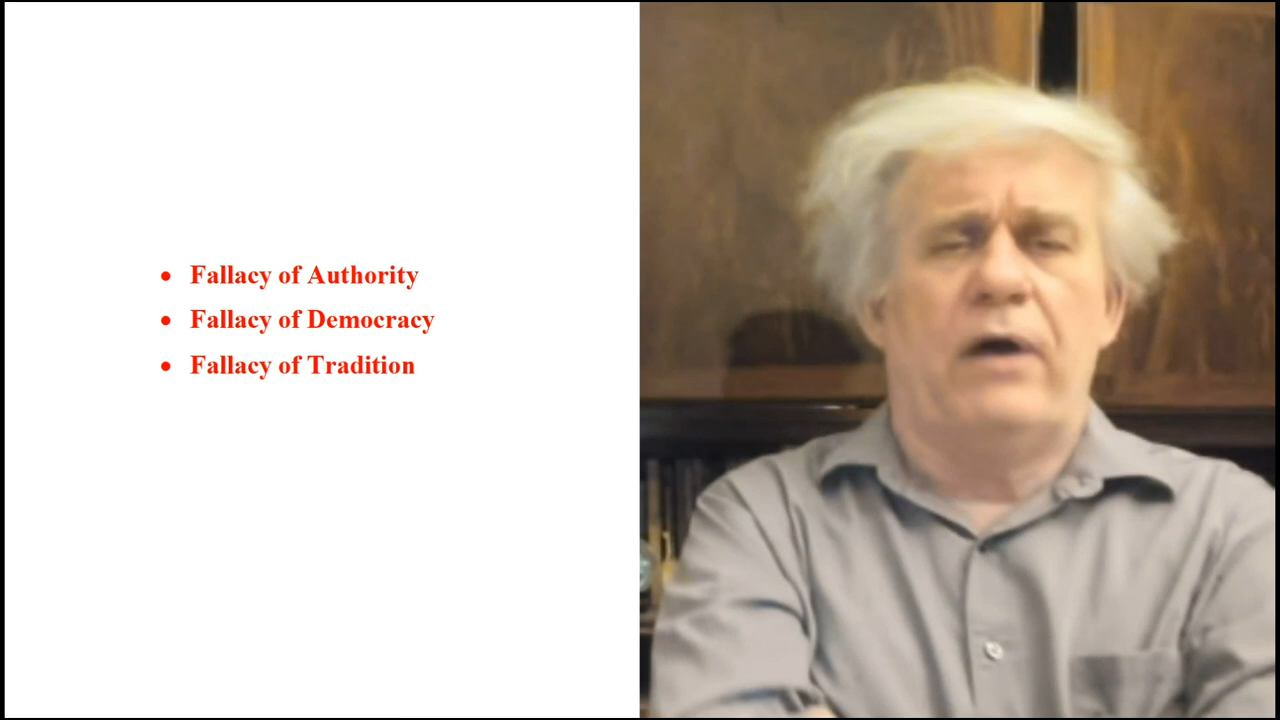 • Fallacy of Authority
• Fallacy of Democracy
• Fallacy of Tradition